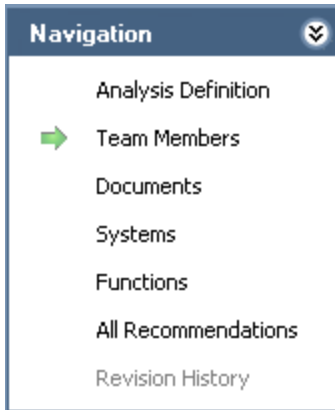 Navigation
Analysis Definition
Team Members
Documents
Systems
Functions
All Recommendations
Revision History